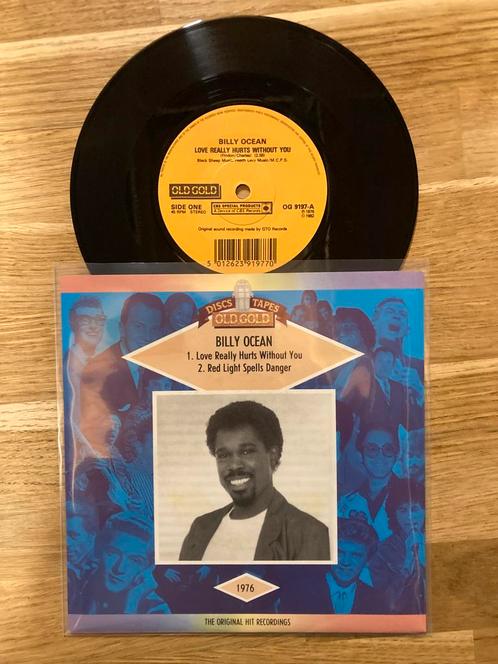 BILLY OCEAN
LOVE REALLY HURTS WITHOUT YOU
(Findon/Charles) (2.58)
Black Sheep Music/Heath Levy Music/M.C.P.S.
OLD GOLD
SIDE ONE
45 RPM STEREO
CBS SPECIAL PRODUCTS
A Service of CBS Records
OG 9197-A
℗ 1976
© 1982
Original sound recording made by GTO Records
5 012623 919770
DISCS TAPES
OLD GOLD
BILLY OCEAN
1. Love Really Hurts Without You
2. Red Light Spells Danger
1976
THE ORIGINAL HIT RECORDINGS